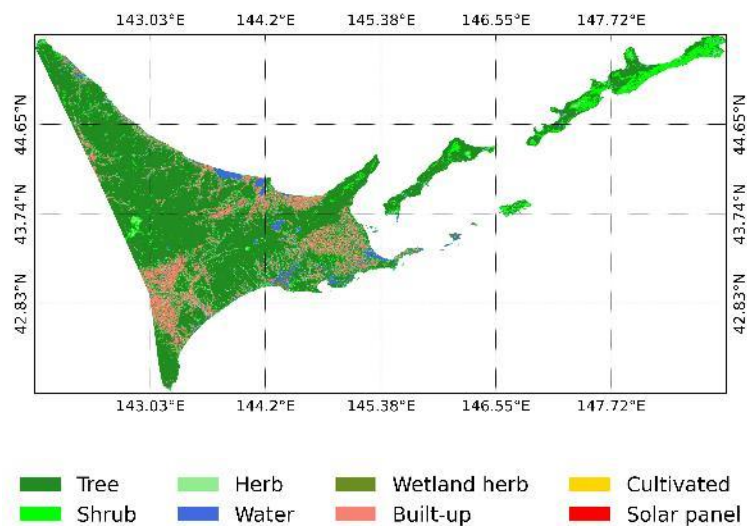 143.03°E 144.2°E 145.38°E 146.55°E 147.72°E
44.65°N 44.65°N
43.74°N 43.74°N
42.83°N 42.83°N
143.03°E 144.2°E 145.38°E 146.55°E 147.72°E
Tree Herb Wetland herb Cultivated
Shrub Water Built-up Solar panel